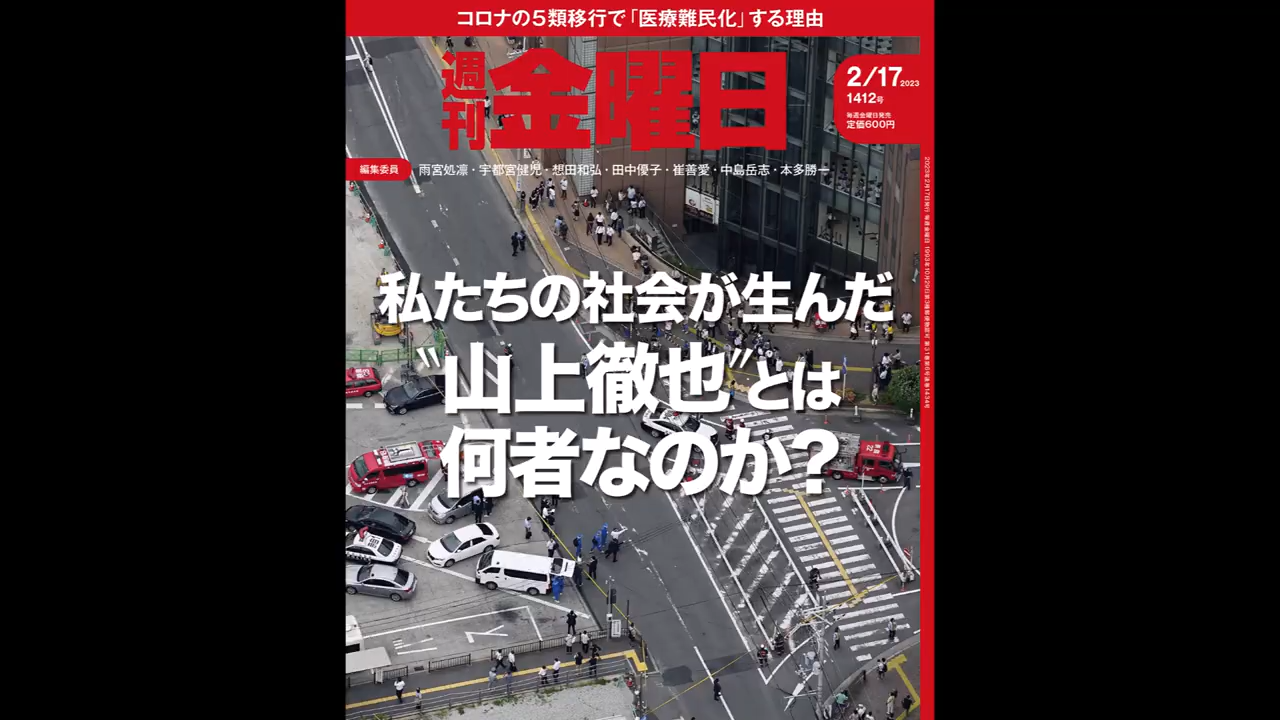 コロナの5類移行で「医療難民化」する理由
週刊 金曜日
2/17 2023
1412号
毎週金曜日発売
定価600円
編集委員 雨宮処凛・宇都宮健児・想田和弘・田中優子・崔善愛・中島岳志・本多勝一
私たちの社会が生んだ
"山上徹也"とは
何者なのか?